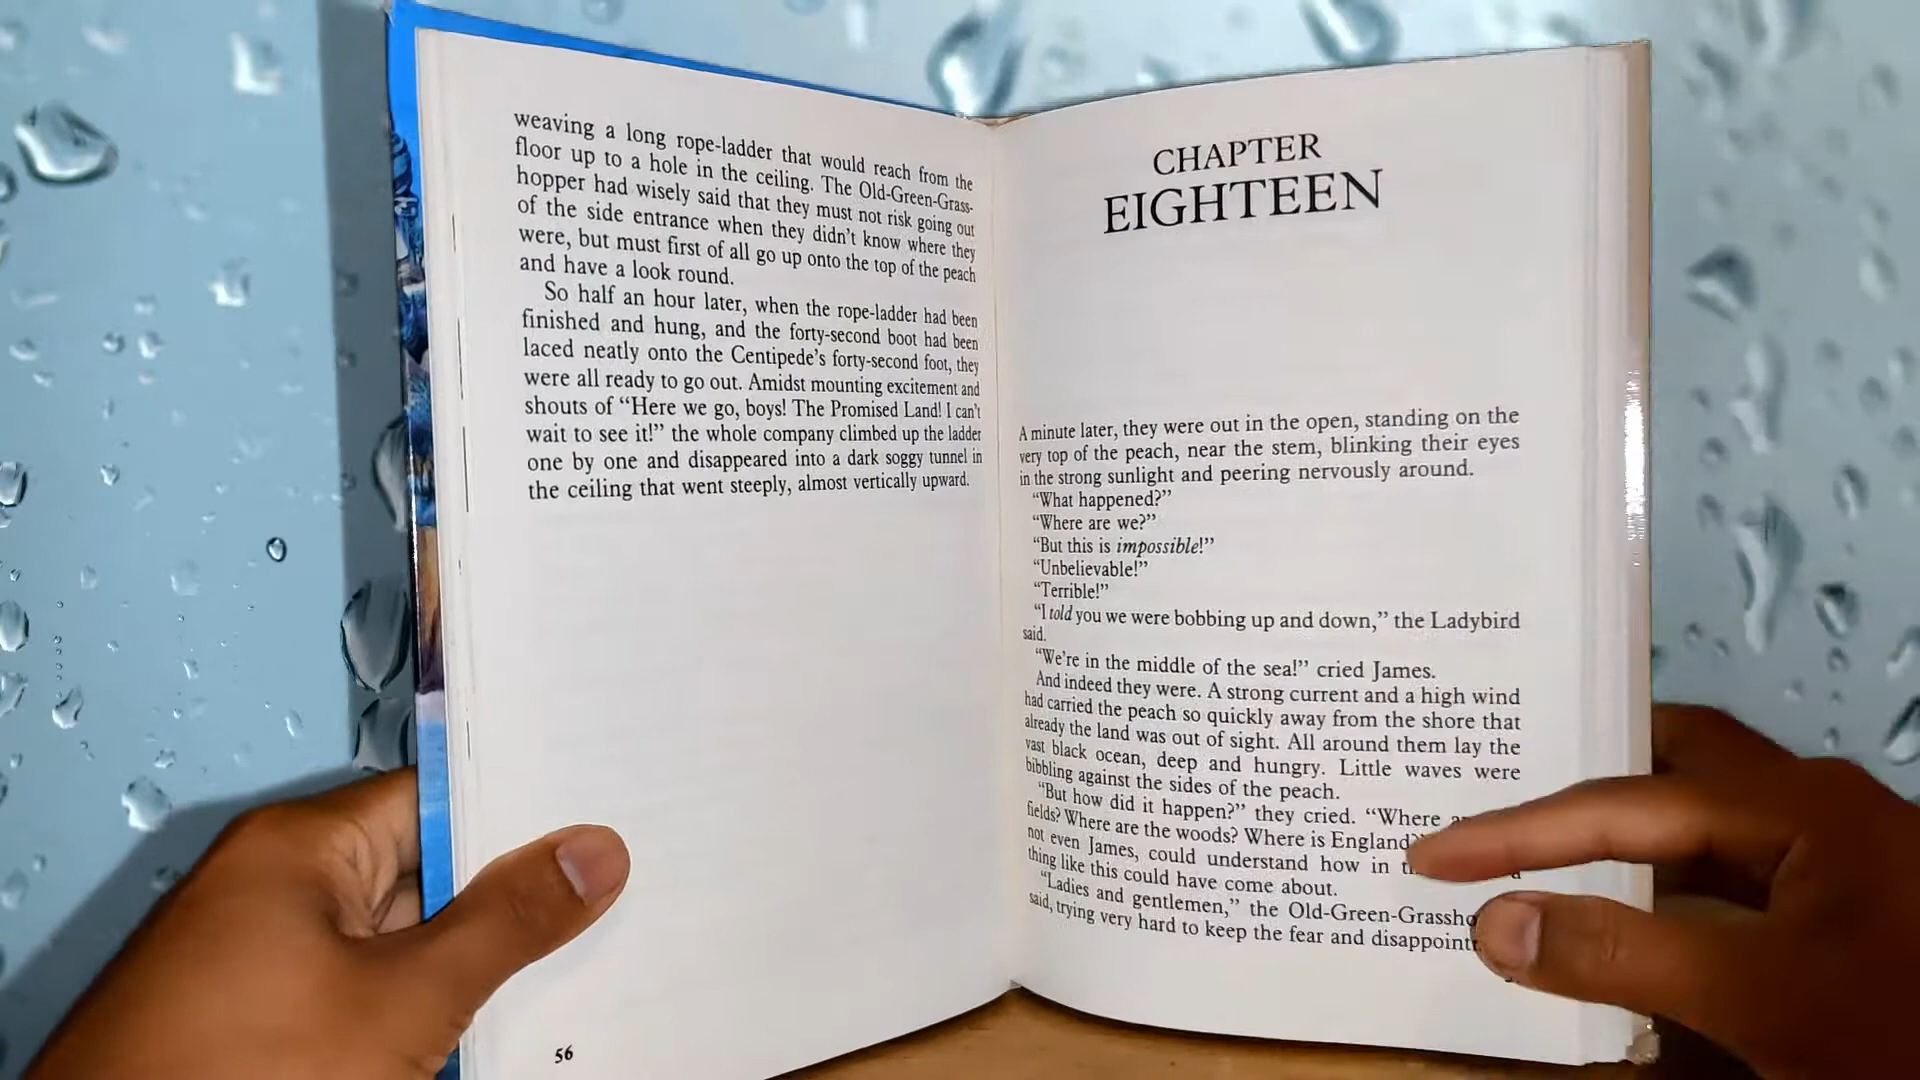 weaving a long rope-ladder that would reach from the
floor up to a hole in the ceiling. The Old-Green-Grass-
hopper had wisely said that they must not risk going out
of the side entrance when they didn't know where they
were, but must first of all go up onto the top of the peach
and have a look round.
So half an hour later, when the rope-ladder had been
finished and hung, and the forty-second boot had been
laced neatly onto the Centipede's forty-second foot, they
were all ready to go out. Amidst mounting excitement and
shouts of “Here we go, boys! The Promised Land! I can't
wait to see it!” the whole company climbed up the ladder
one by one and disappeared into a dark soggy tunnel in
the ceiling that went steeply, almost vertically upward.
56
CHAPTER
EIGHTEEN
A minute later, they were out in the open, standing on the
very top of the peach, near the stem, blinking their eyes
in the strong sunlight and peering nervously around.
“What happened?”
“Where are we?”
“But this is impossible!”
“Unbelievable!”
“Terrible!”
“I told you we were bobbing up and down,” the Ladybird
said.
“We're in the middle of the sea!” cried James.
And indeed they were. A strong current and a high wind
had carried the peach so quickly away from the shore that
already the land was out of sight. All around them lay the
vast black ocean, deep and hungry. Little waves were
bibbling against the sides of the peach.
“But how did it happen?” they cried. “Where
fields? Where are the woods? Where is England
not even James, could understand how in
thing like this could have come about.
“Ladies and gentlemen,” the Old-Green-Grassho
said, trying very hard to keep the fear and disappoint